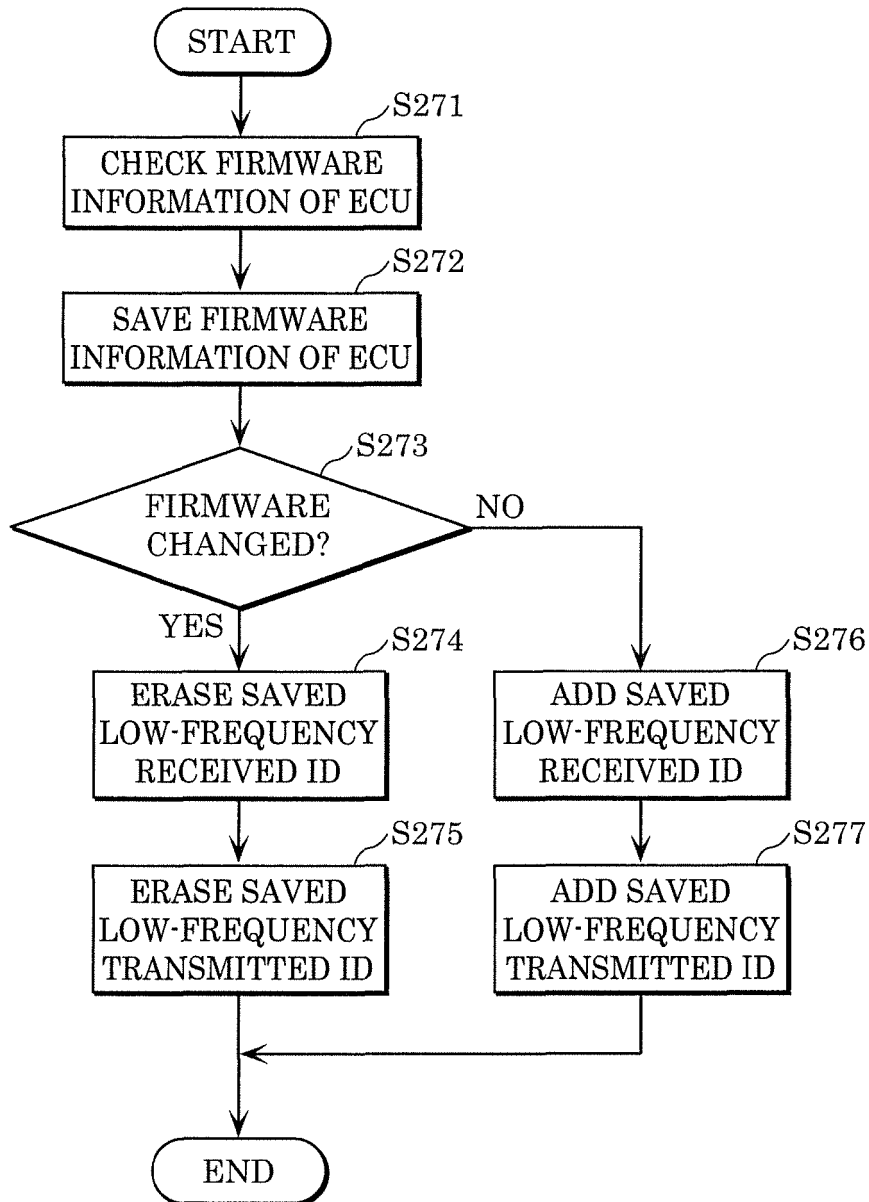 START
S271
CHECK FIRMWARE
INFORMATION OF ECU
S272
SAVE FIRMWARE
INFORMATION OF ECU
S273
FIRMWARE
CHANGED?
NO
YES
S274
ERASE SAVED
LOW-FREQUENCY
RECEIVED ID
S276
ADD SAVED
LOW-FREQUENCY
RECEIVED ID
S275
ERASE SAVED
LOW-FREQUENCY
TRANSMITTED ID
S277
ADD SAVED
LOW-FREQUENCY
TRANSMITTED ID
END